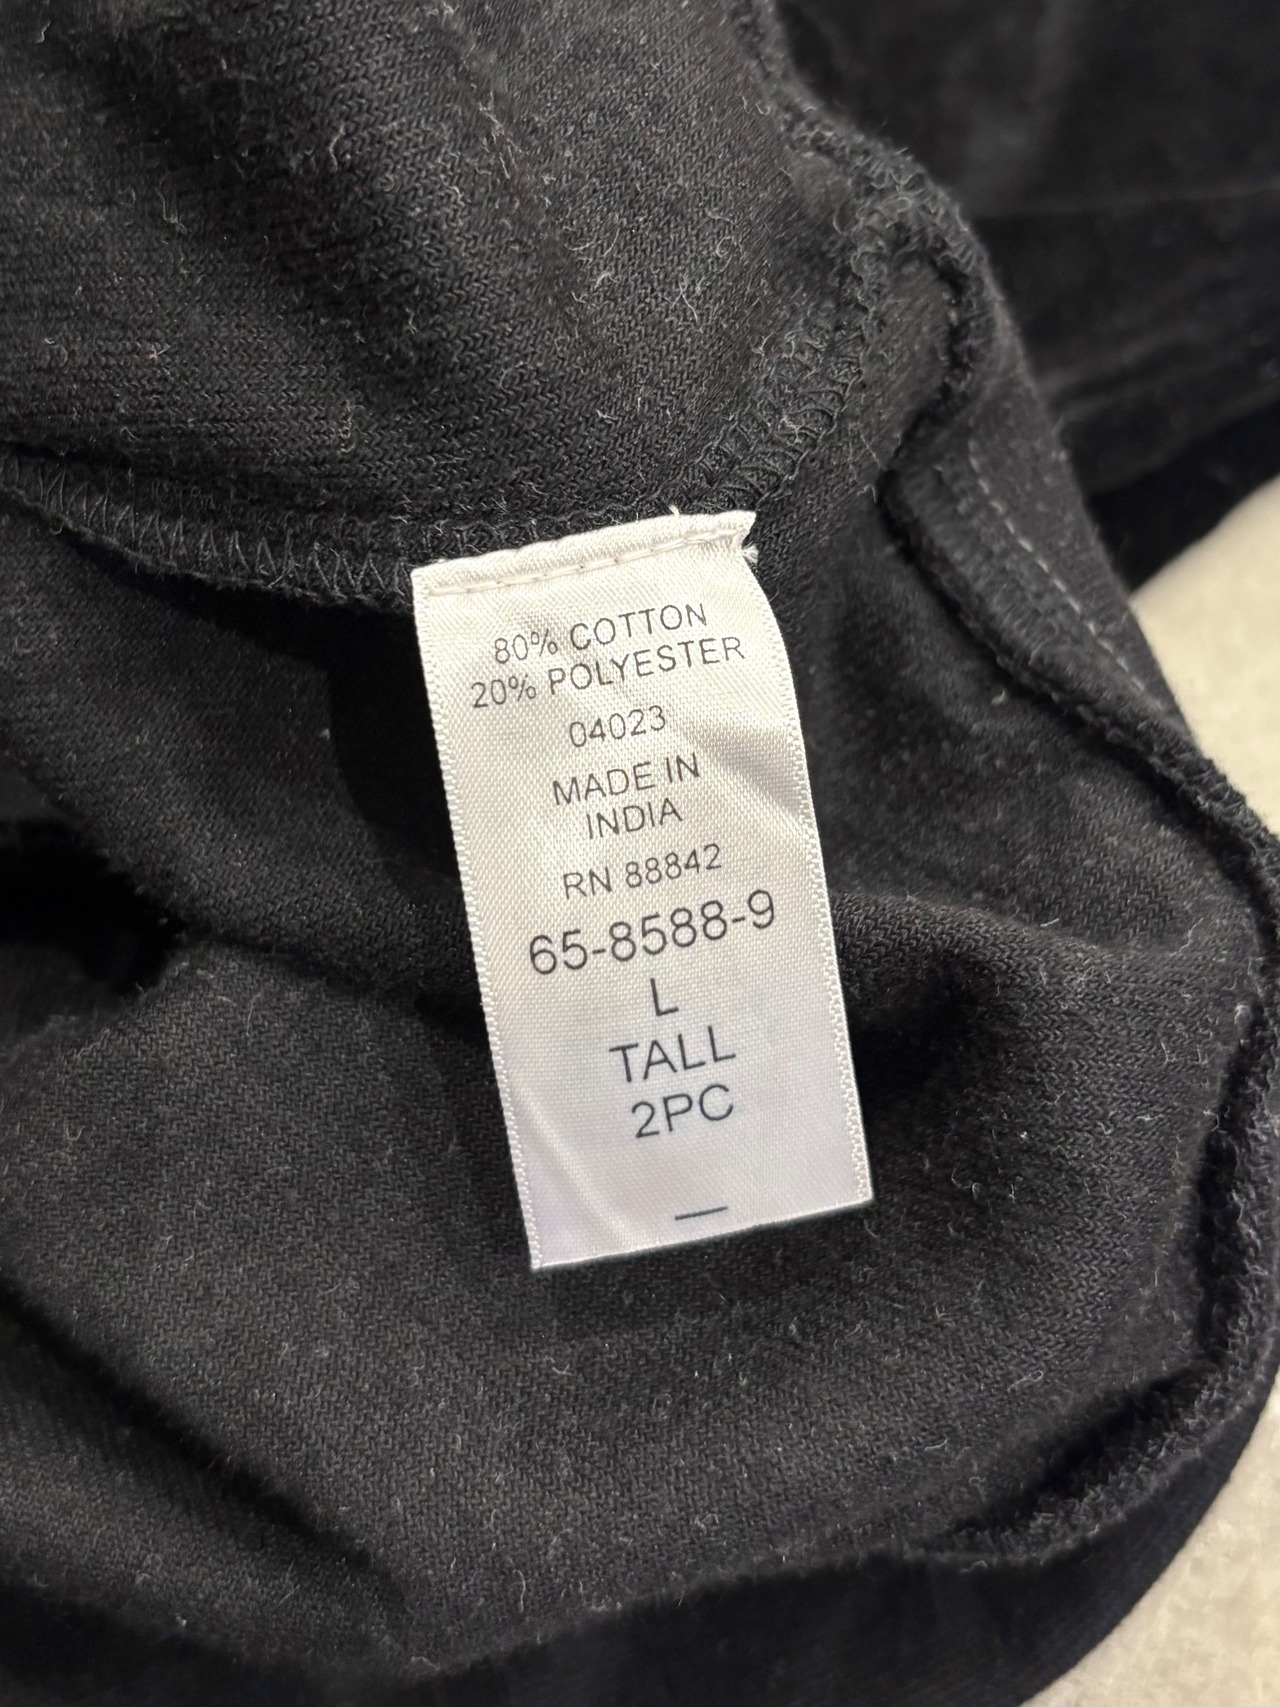 80% COTTON
20% POLYESTER
04023
MADE IN
INDIA
RN 88842
65-8588-9
L
TALL
2PC